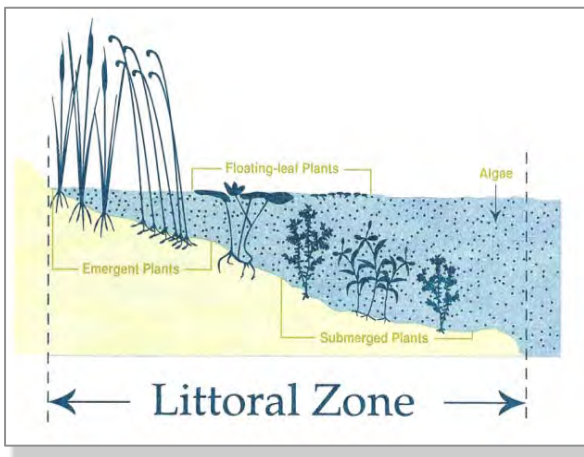 Floating-leaf Plants
Algae
Emergent Plants
Submerged Plants
Littoral Zone